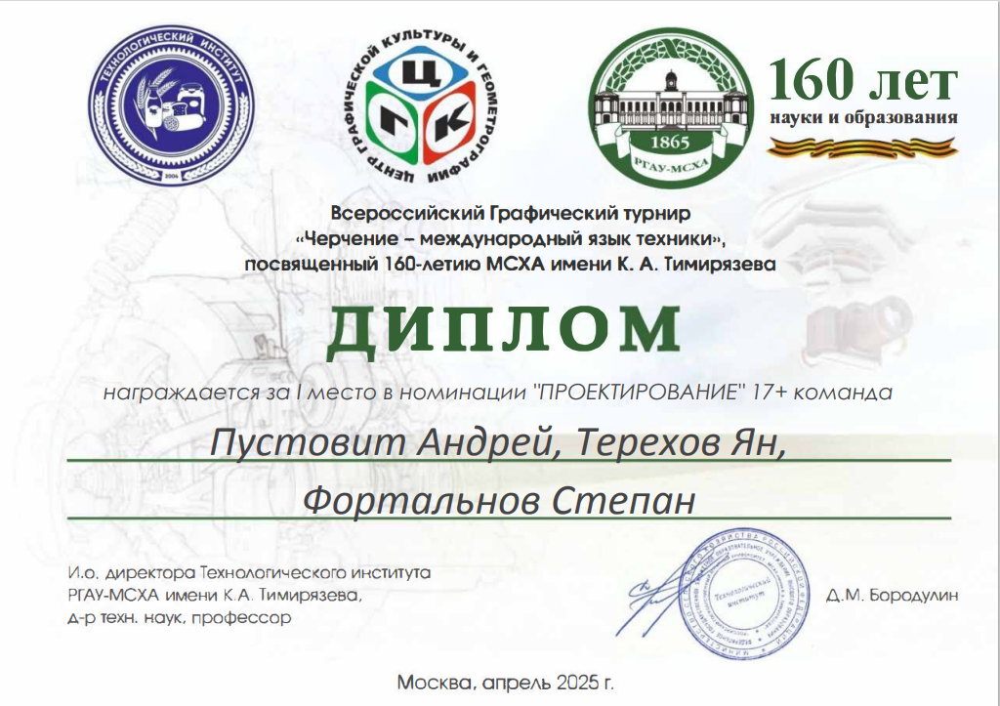 ТЕХНОЛОГИЧЕСКИЙ ИНСТИТУТ
2004
ЦЕНТР ГРАФИЧЕСКОЙ КУЛЬТУРЫ И ГЕОМЕТРОГРАФИИ
Ц
Г К
1865
РГАУ-МСХА
160 лет
науки и образования
Всероссийский Графический турнир
«Черчение – международный язык техники»,
посвященный 160-летию МСХА имени К. А. Тимирязева
ДИПЛОМ
награждается за I место в номинации "ПРОЕКТИРОВАНИЕ" 17+ команда
Пустовит Андрей, Терехов Ян,
Фортальнов Степан
И.о. директора Технологического института
РГАУ-МСХА имени К.А. Тимирязева,
д-р техн. наук, профессор
Технологический
институт
Д.М. Бородулин
Москва, апрель 2025 г.